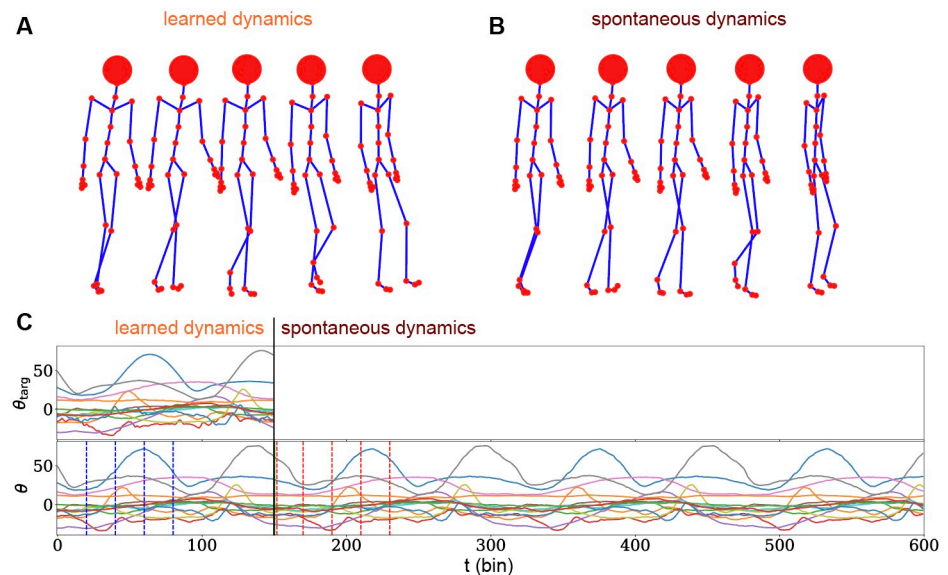 learned dynamics
spontaneous dynamics
A
B
C
learned dynamics
spontaneous dynamics
50
0
θtarg
50
0
θ
0
100
200
300
400
500
600
t (bin)